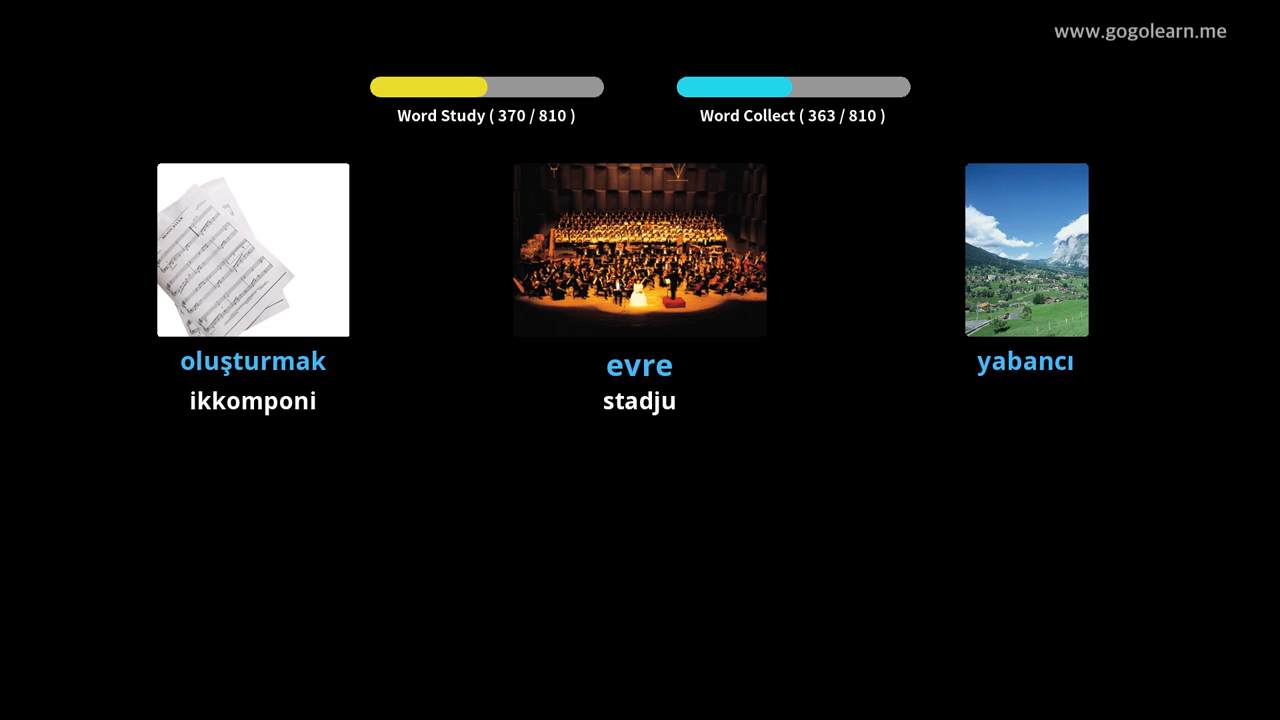 www.gogolearn.me
Word Study ( 370 / 810 )
Word Collect ( 363 / 810 )
oluşturmak
evre
yabancı
ikkomponi
stadju